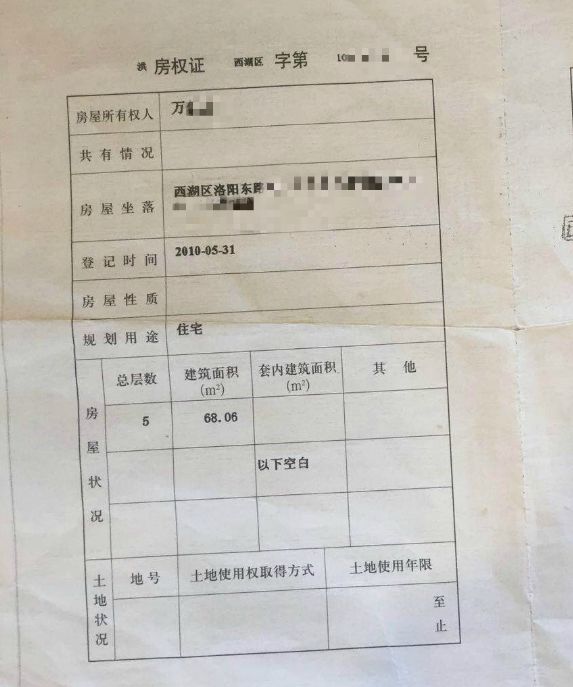 洪 房权证 西湖区 字第 10 号
房屋所有权人 万
共有情况
房屋坐落 西湖区洛阳东路
登记时间 2010-05-31
房屋性质
规划用途 住宅
房屋状况
总层数 建筑面积(m²) 套内建筑面积(m²) 其他
5 68.06
以下空白
土地状况
地号 土地使用权取得方式 土地使用年限
至
止